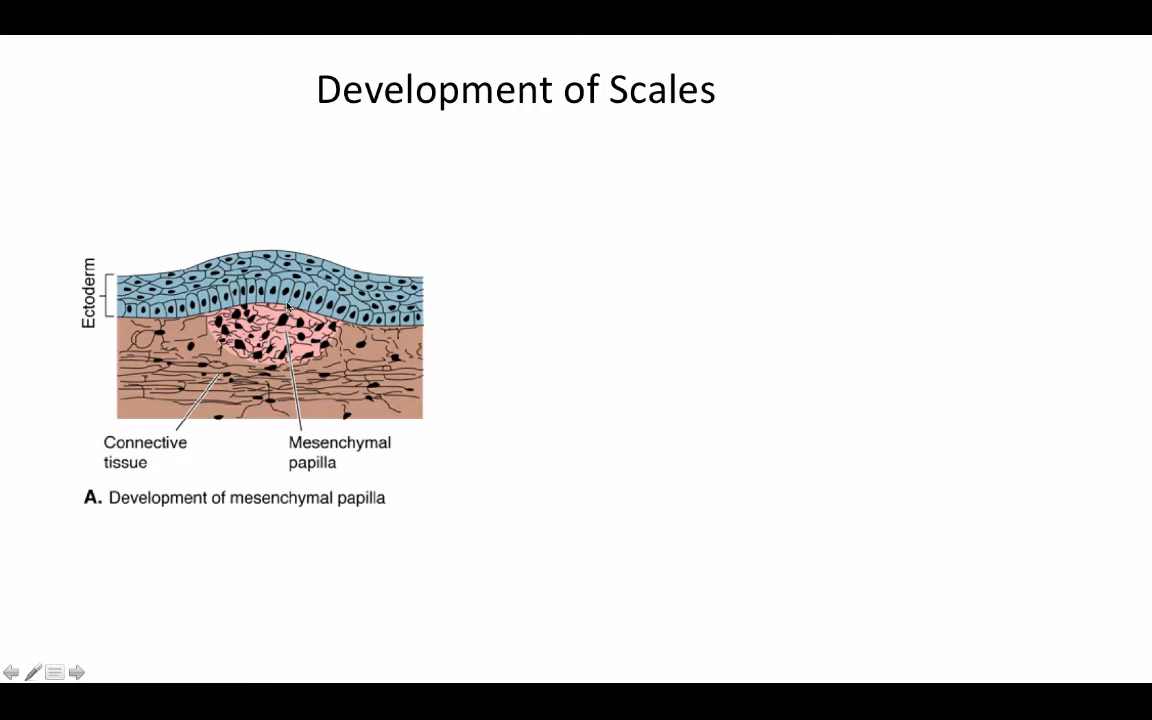 Development of Scales
Ectoderm
Connective
tissue
Mesenchymal
papilla
A. Development of mesenchymal papilla